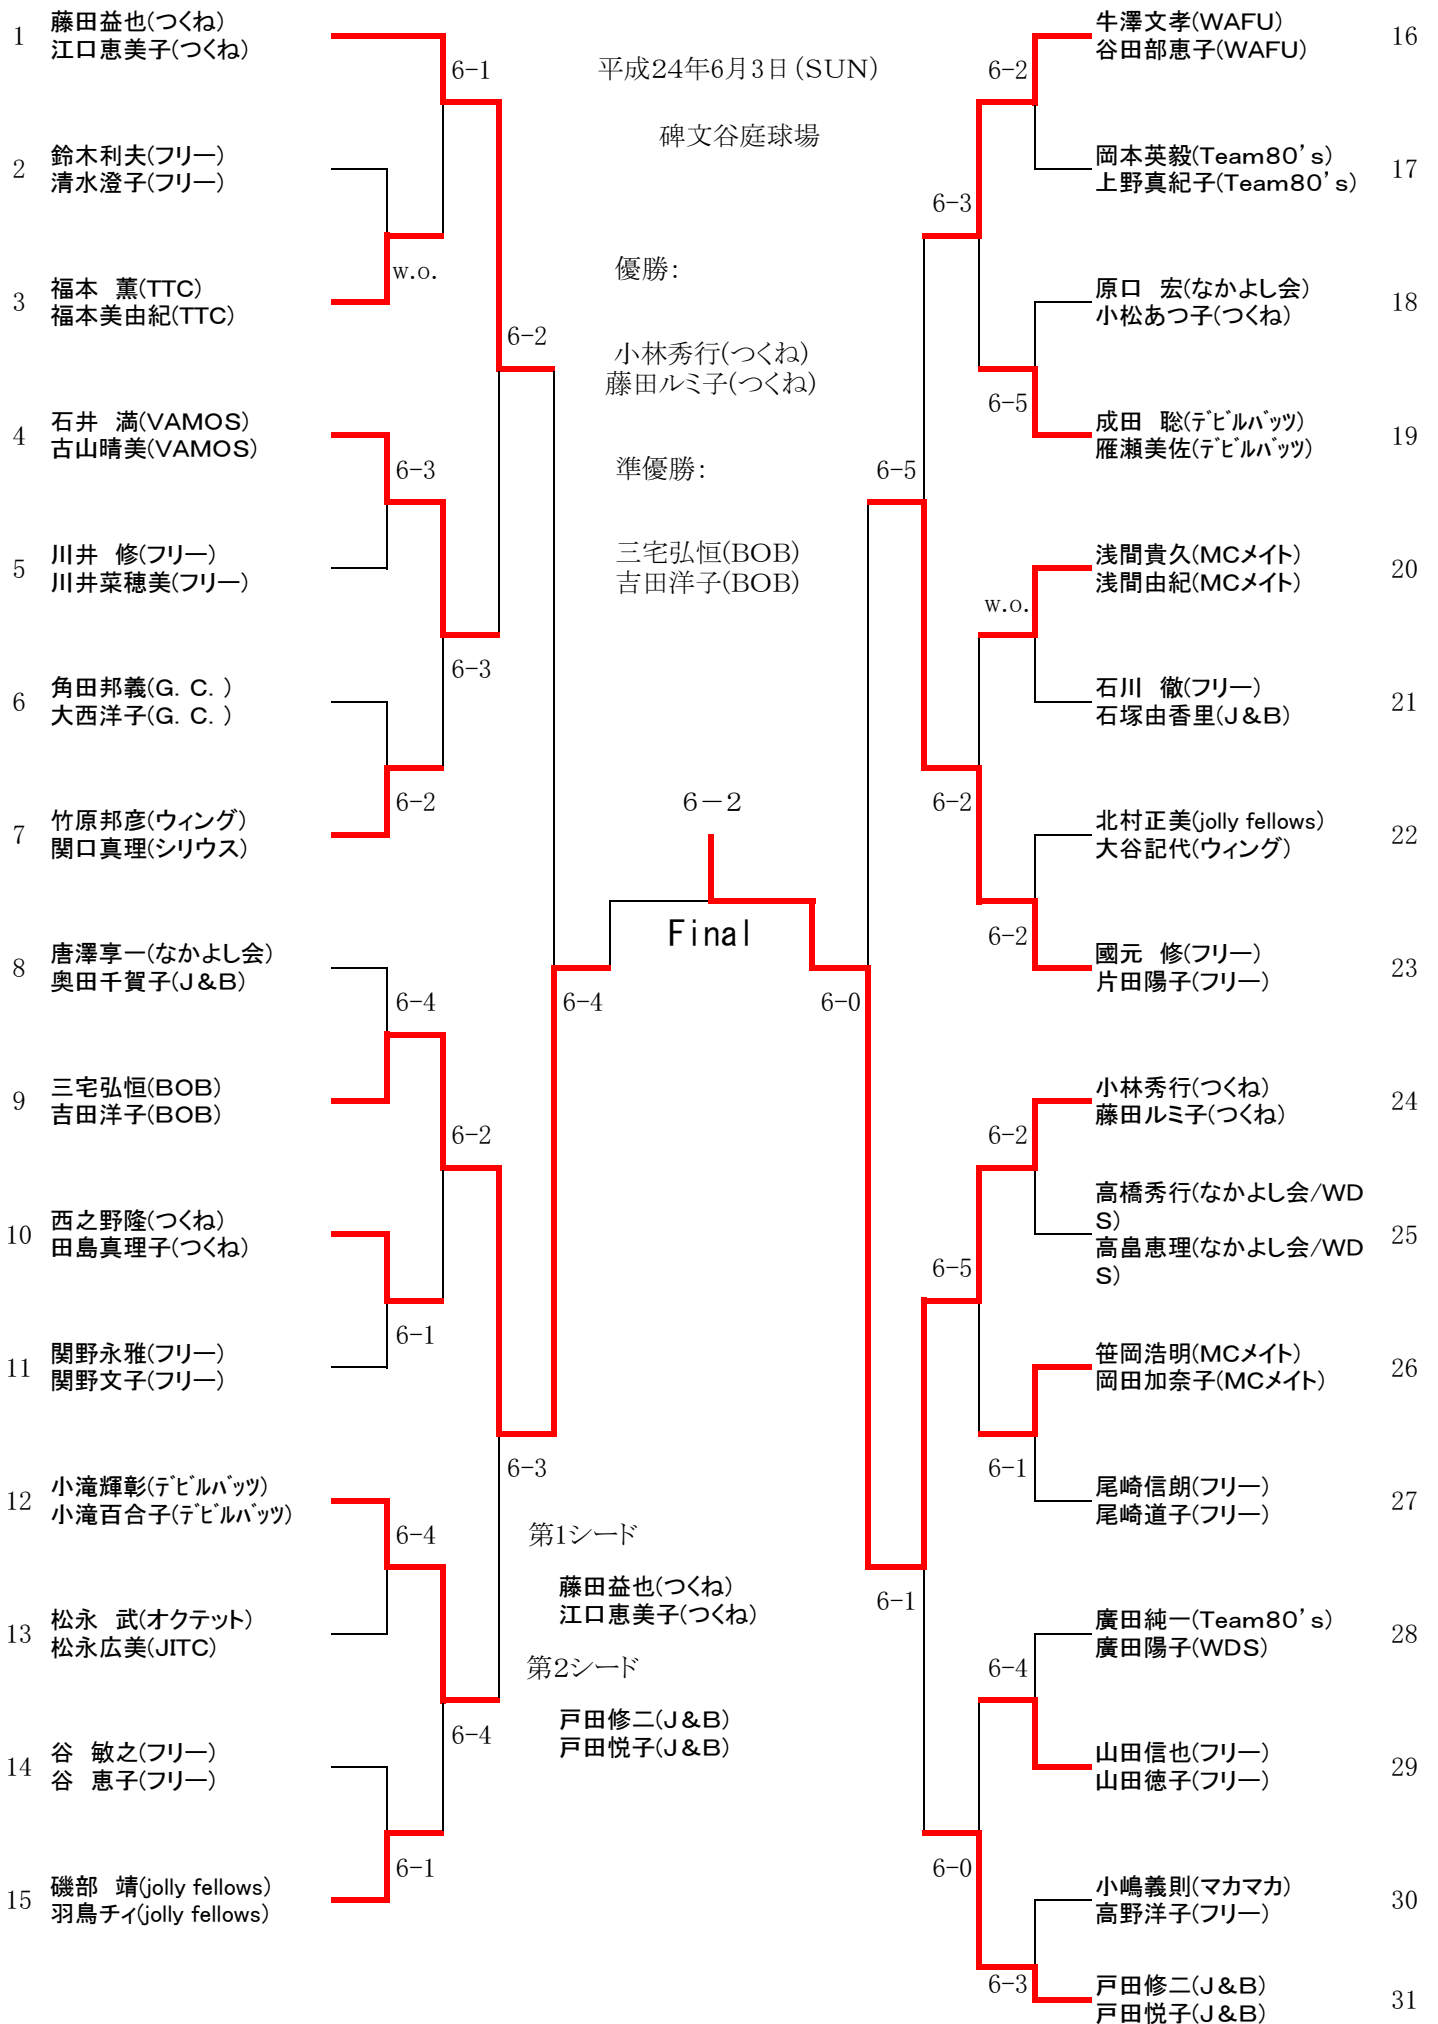 1
藤田益也(つくね)
江口恵美子(つくね)
2
鈴木利夫(フリー)
清水澄子(フリー)
3
福本　薫(TTC)
福本美由紀(TTC)
4
石井　満(VAMOS)
古山晴美(VAMOS)
5
川井　修(フリー)
川井菜穂美(フリー)
6
角田邦義(G. C. )
大西洋子(G. C. )
7
竹原邦彦(ウィング)
関口真理(シリウス)
8
唐澤享一(なかよし会)
奥田千賀子(J＆B)
9
三宅弘恒(BOB)
吉田洋子(BOB)
10
西之野隆(つくね)
田島真理子(つくね)
11
関野永雅(フリー)
関野文子(フリー)
12
小滝輝彰(ﾃﾞﾋﾞﾙﾊﾞｯﾂ)
小滝百合子(ﾃﾞﾋﾞﾙﾊﾞｯﾂ)
13
松永　武(オクテット)
松永広美(JITC)
14
谷　敏之(フリー)
谷　恵子(フリー)
15
磯部　靖(jolly fellows)
羽鳥チィ(jolly fellows)
6-1
w.o.
6-2
6-3
6-3
6-2
6-4
6-2
6-1
6-3
6-4
6-4
6-1
6-4
平成24年6月3日(SUN)
碑文谷庭球場
優勝:
小林秀行(つくね)
藤田ルミ子(つくね)
準優勝:
三宅弘恒(BOB)
吉田洋子(BOB)
6－2
Final
第1シード
藤田益也(つくね)
江口恵美子(つくね)
第2シード
戸田修二(J＆B)
戸田悦子(J＆B)
6-2
6-3
6-5
6-5
w.o.
6-2
6-2
6-0
6-2
6-5
6-1
6-1
6-4
6-0
6-3
牛澤文孝(WAFU)
谷田部恵子(WAFU)
16
岡本英毅(Team80’s)
上野真紀子(Team80’s)
17
原口　宏(なかよし会)
小松あつ子(つくね)
18
成田　聡(ﾃﾞﾋﾞﾙﾊﾞｯﾂ)
雁瀬美佐(ﾃﾞﾋﾞﾙﾊﾞｯﾂ)
19
浅間貴久(MCメイト)
浅間由紀(MCメイト)
20
石川　徹(フリー)
石塚由香里(J＆B)
21
北村正美(jolly fellows)
大谷記代(ウィング)
22
國元　修(フリー)
片田陽子(フリー)
23
小林秀行(つくね)
藤田ルミ子(つくね)
24
高橋秀行(なかよし会/WD
S)
高畠恵理(なかよし会/WD
S)
25
笹岡浩明(MCメイト)
岡田加奈子(MCメイト)
26
尾崎信朗(フリー)
尾崎道子(フリー)
27
廣田純一(Team80’s)
廣田陽子(WDS)
28
山田信也(フリー)
山田徳子(フリー)
29
小嶋義則(マカマカ)
高野洋子(フリー)
30
戸田修二(J＆B)
戸田悦子(J＆B)
31